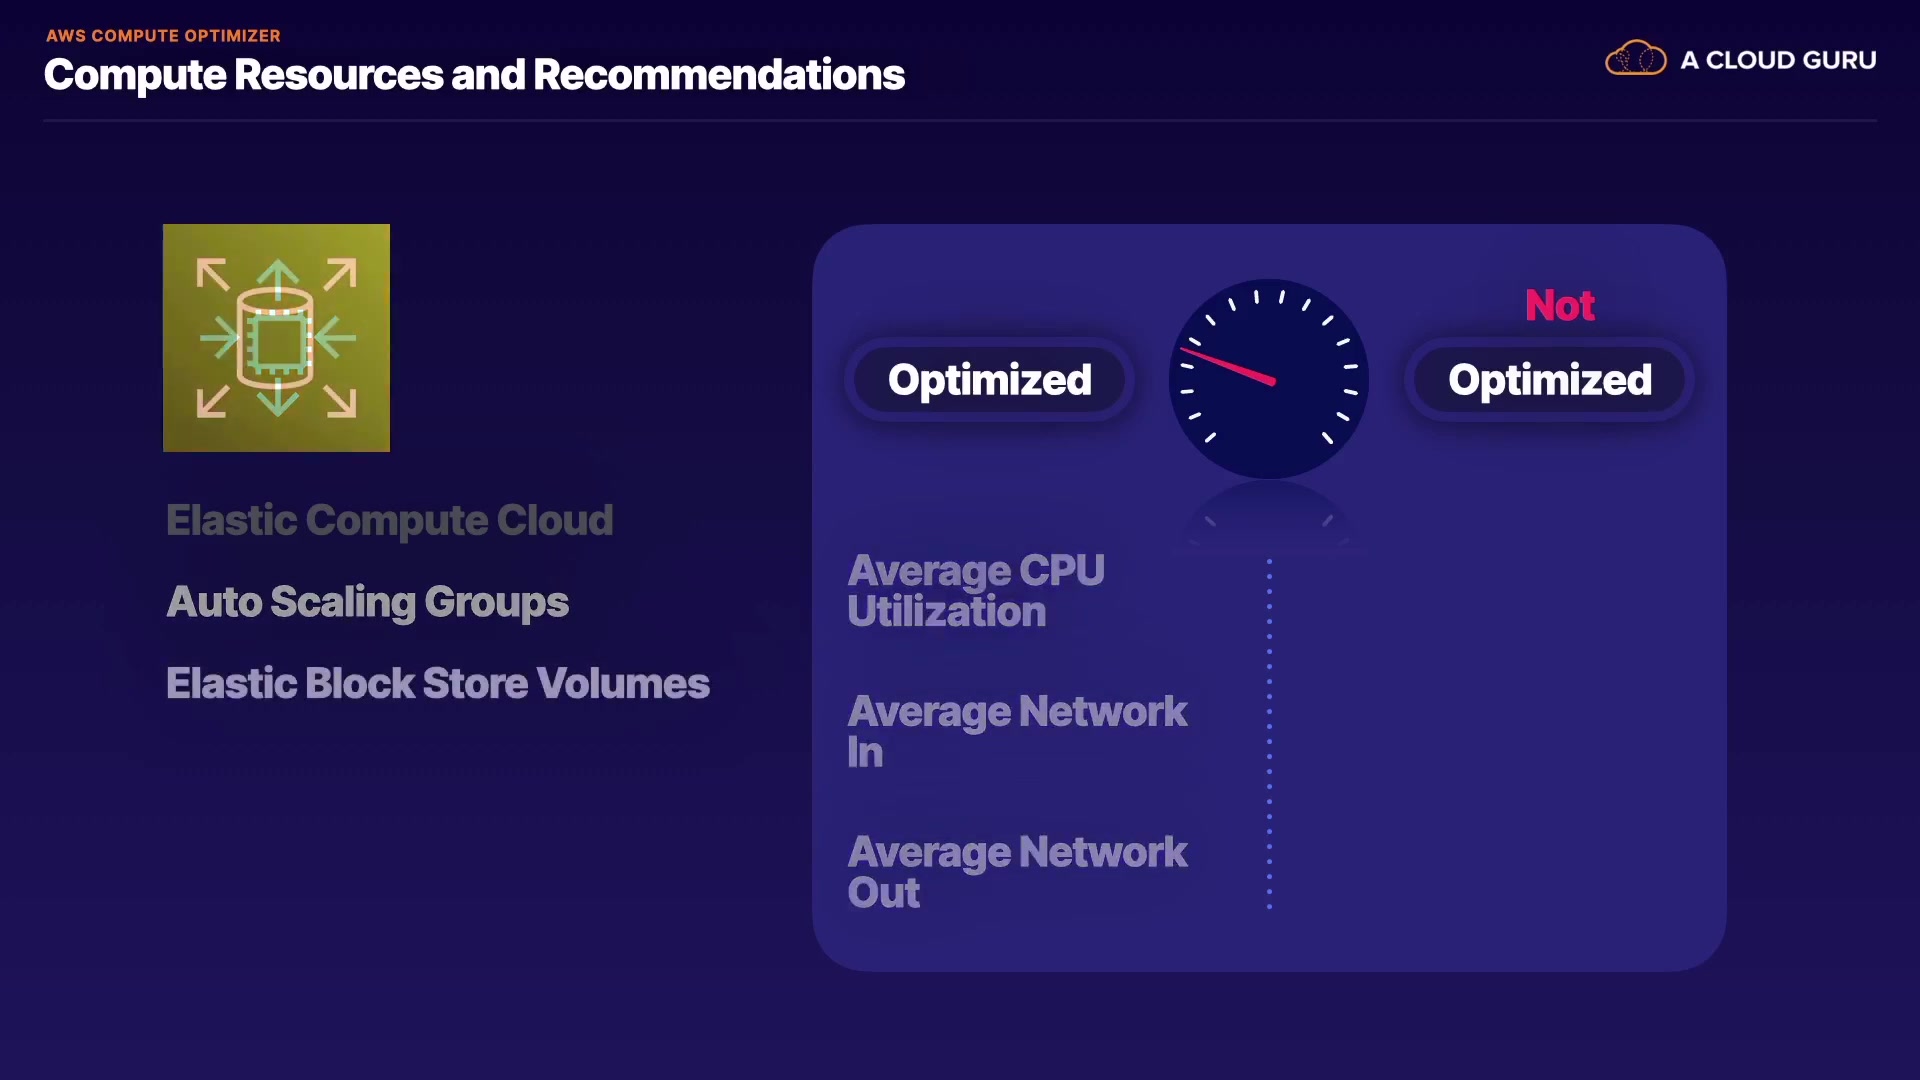 AWS COMPUTE OPTIMIZER
Compute Resources and Recommendations
A CLOUD GURU
Elastic Compute Cloud
Auto Scaling Groups
Elastic Block Store Volumes
Optimized
Not
Optimized
Average CPU
Utilization
Average Network
In
Average Network
Out